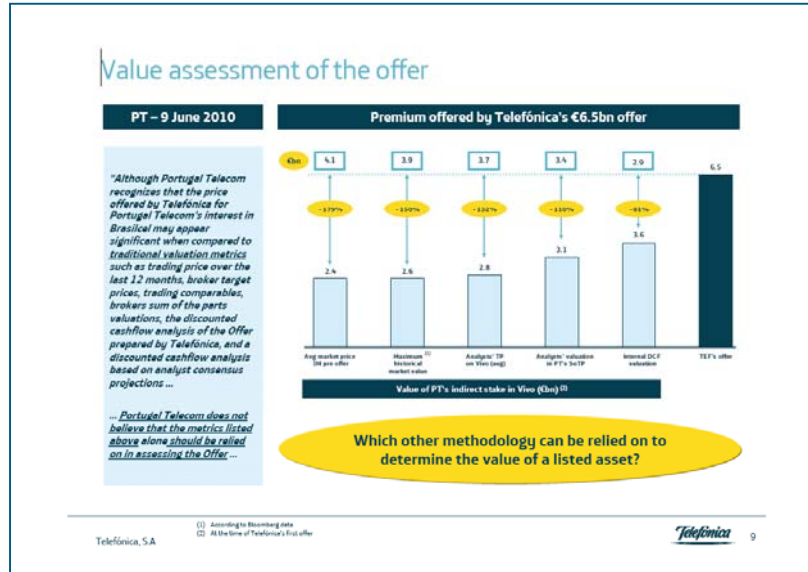 Value assessment of the offer
PT – 9 June 2010
"Although Portugal Telecom
recognizes that the price
offered by Telefónica for
Portugal Telecom's interest in
Brasilcel may appear
significant when compared to
traditional valuation metrics
such as trading price over the
last 12 months, broker target
prices, trading comparables,
brokers sum of the parts
valuations, the discounted
cashflow analysis of the Offer
prepared by Telefónica, and a
discounted cashflow analysis
based on analyst consensus
projections ...
... Portugal Telecom does not
believe that the metrics listed
above alone should be relied
on in assessing the Offer ...
Premium offered by Telefónica's €6.5bn offer
€bn 4.1 3.9 3.7 3.4 2.9 6.5
~150% ~132% ~110% ~81%
2.4 2.6 2.8 3.1 3.6
Avg market price
3M pre offer
Maximum (1)
historical
market value
Analysts' TP
on Vivo (avg)
Analysts' valuation
in PT's SoTP
Internal DCF
valuation
TEF's offer
Value of PT's indirect stake in Vivo (€bn) (2)
Which other methodology can be relied on to
determine the value of a listed asset?
(1) According to Bloomberg data
(2) At the time of Telefónica's first offer
Telefónica, S.A
Telefónica
9